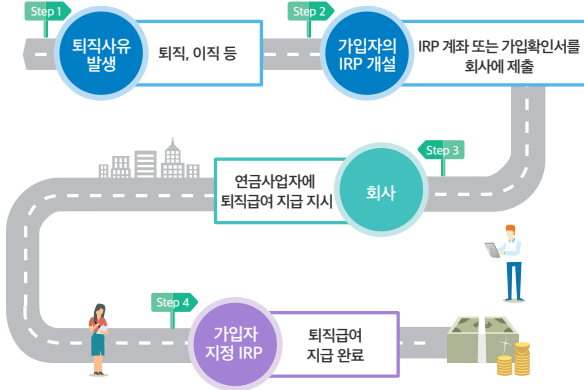 Step 1
퇴직사유
발생
퇴직, 이직 등
Step 2
가입자의
IRP 개설
IRP 계좌 또는 가입확인서를
회사에 제출
Step 3
회사
연금사업자에
퇴직급여 지급 지시
Step 4
가입자
지정 IRP
퇴직급여
지급 완료